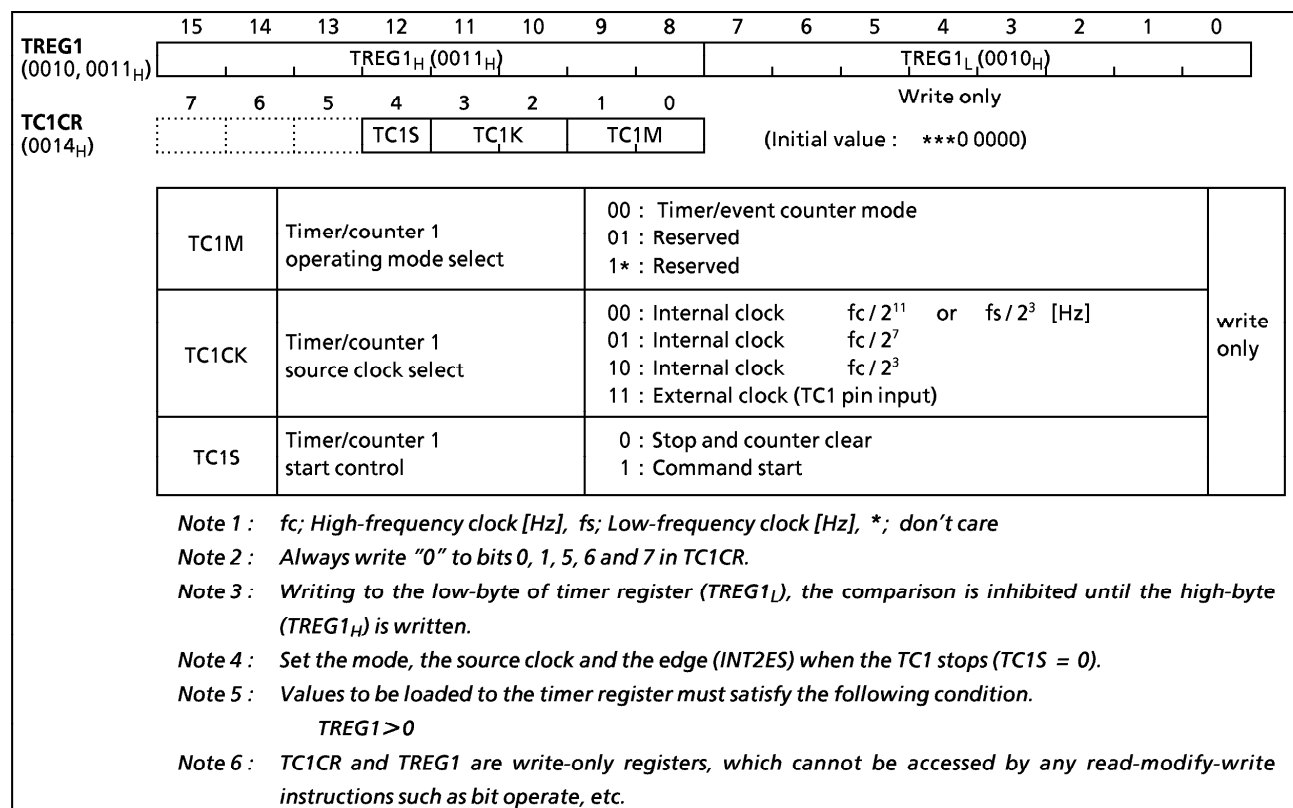 15 14 13 12 11 10 9 8 7 6 5 4 3 2 1 0
TREG1
(0010, 0011H) TREG1H (0011H) TREG1L (0010H)
7 6 5 4 3 2 1 0 Write only
TC1CR
(0014H) TC1S TC1K TC1M (Initial value : ***0 0000)
TC1M
Timer/counter 1
operating mode select
00 : Timer/event counter mode
01 : Reserved
1* : Reserved
TC1CK
Timer/counter 1
source clock select
00 : Internal clock fc / 2¹¹ or fs / 2³ [Hz]
01 : Internal clock fc / 2⁷
10 : Internal clock fc / 2³
11 : External clock (TC1 pin input)
TC1S
Timer/counter 1
start control
0 : Stop and counter clear
1 : Command start
write
only
Note 1 : fc; High-frequency clock [Hz], fs; Low-frequency clock [Hz], *; don't care
Note 2 : Always write "0" to bits 0, 1, 5, 6 and 7 in TC1CR.
Note 3 : Writing to the low-byte of timer register (TREG1L), the comparison is inhibited until the high-byte
(TREG1H) is written.
Note 4 : Set the mode, the source clock and the edge (INT2ES) when the TC1 stops (TC1S = 0).
Note 5 : Values to be loaded to the timer register must satisfy the following condition.
TREG1>0
Note 6 : TC1CR and TREG1 are write-only registers, which cannot be accessed by any read-modify-write
instructions such as bit operate, etc.